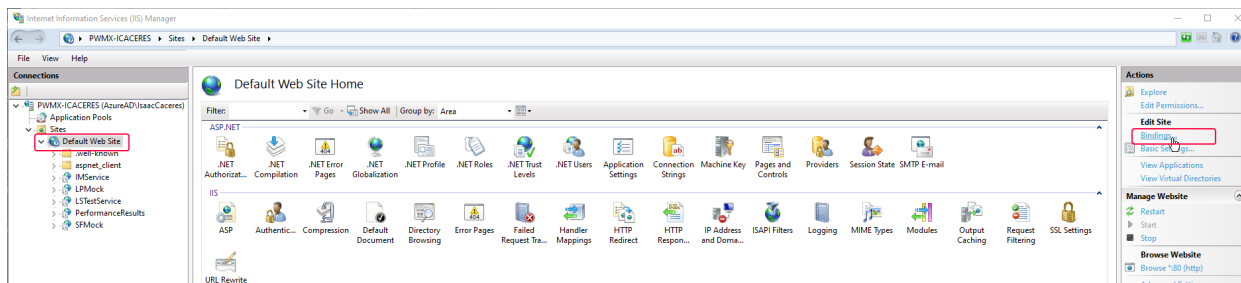 Internet Information Services (IIS) Manager
PWMX-ICACERES Sites Default Web Site
File View Help
Connections
PWMX-ICACERES (AzureAD\IsaacCaceres)
Application Pools
Sites
Default Web Site
.well-known
aspnet_client
IMService
LPMock
LSTestService
PerformanceResults
SFMock
Default Web Site Home
Filter: Go Show All Group by: Area
ASP.NET
.NET Authorizat...
.NET Compilation
.NET Error Pages
.NET Globalization
.NET Profile
.NET Roles
.NET Trust Levels
.NET Users
Application Settings
Connection Strings
Machine Key
Pages and Controls
Providers
Session State
SMTP E-mail
IIS
ASP
Authentic...
Compression
Default Document
Directory Browsing
Error Pages
Failed Request Tra...
Handler Mappings
HTTP Redirect
HTTP Respon...
IP Address and Doma...
ISAPI Filters
Logging
MIME Types
Modules
Output Caching
Request Filtering
SSL Settings
URL Rewrite
Actions
Explore
Edit Permissions...
Edit Site
Bindings...
Basic Settings...
View Applications
View Virtual Directories
Manage Website
Restart
Start
Stop
Browse Website
Browse *:80 (http)